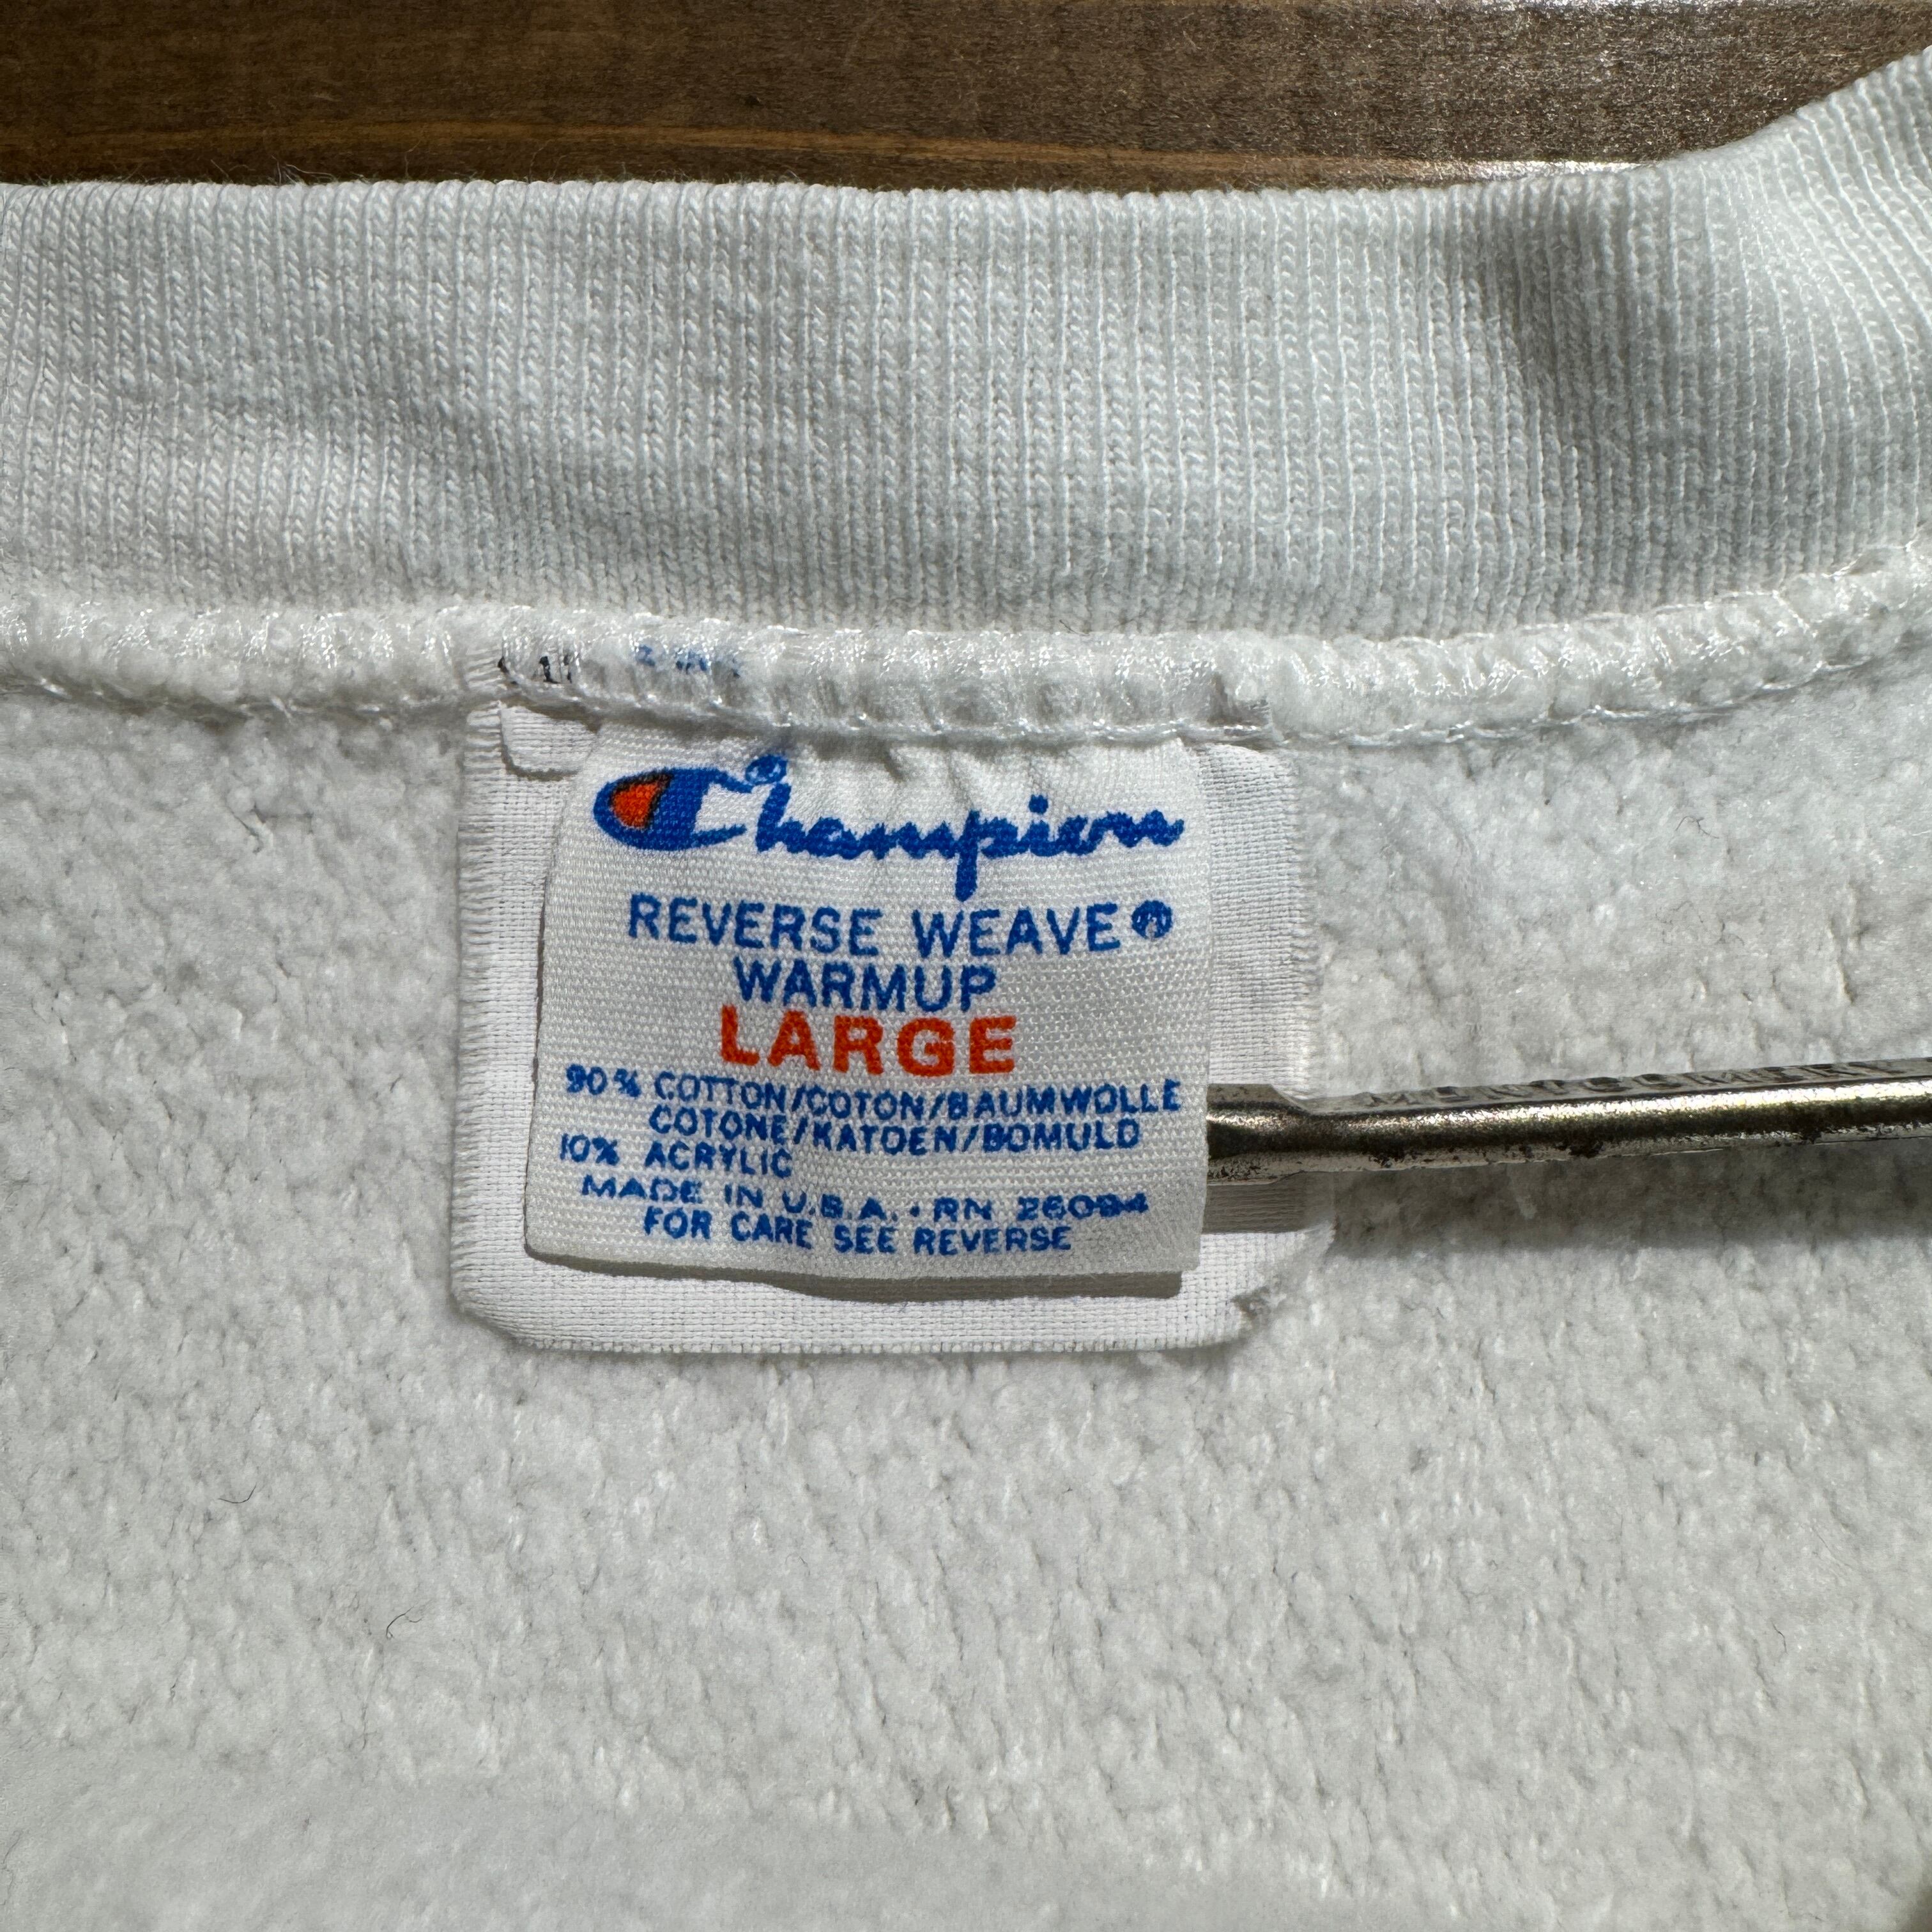 Champion®
REVERSE WEAVE®
WARMUP
LARGE
90% COTTON/COTON/BAUMWOLLE
COTONE/KATOEN/BOMULD
10% ACRYLIC
MADE IN U.S.A. • RN 26094
FOR CARE SEE REVERSE